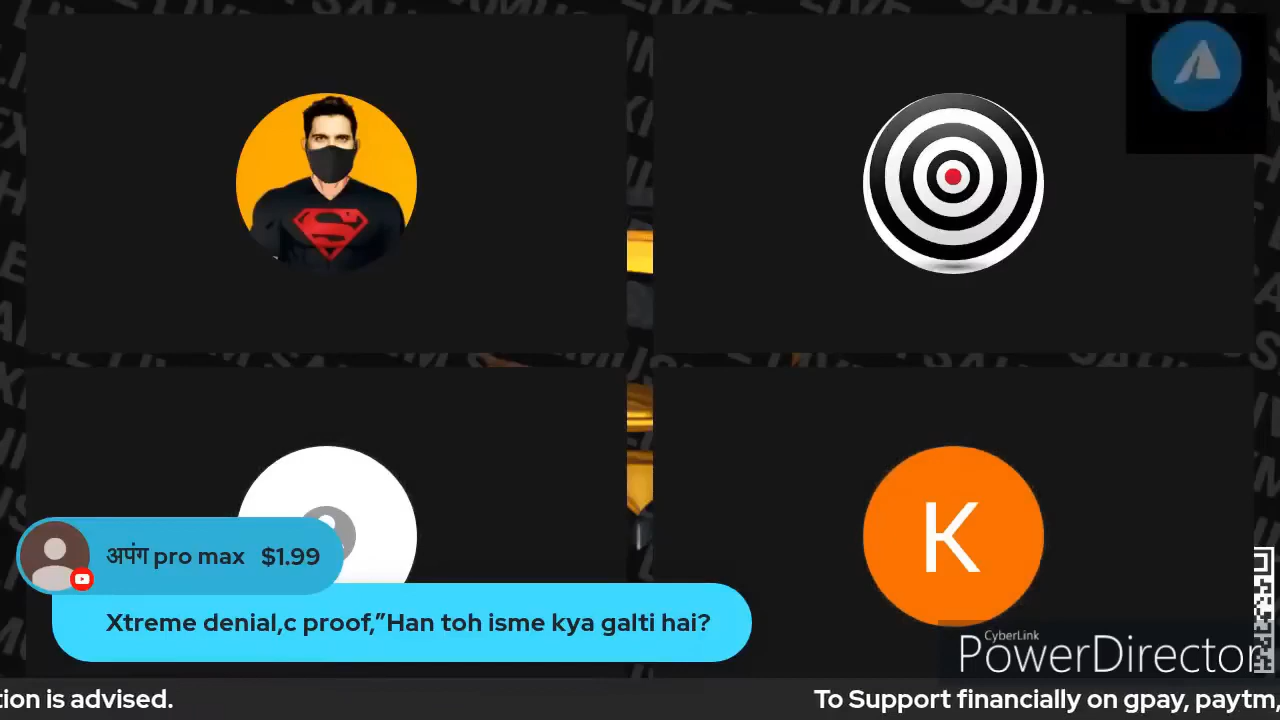 K
अपंग pro max $1.99
Xtreme denial,c proof,”Han toh isme kya galti hai?
CyberLink
PowerDirector
tion is advised.
To Support financially on gpay, paytm,